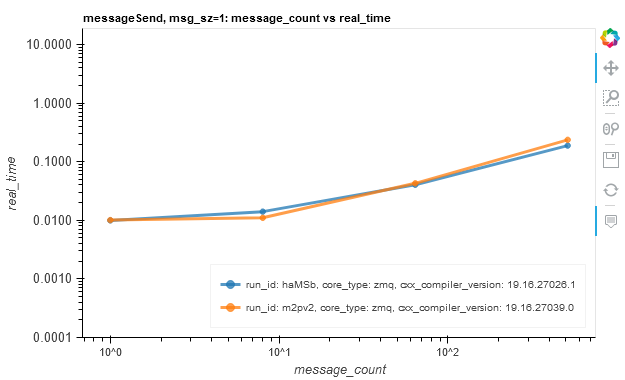 messageSend, msg_sz=1: message_count vs real_time
10.0000
1.0000
0.1000
0.0100
0.0010
0.0001
real_time
run_id: haMSb, core_type: zmq, cxx_compiler_version: 19.16.27026.1
run_id: m2pv2, core_type: zmq, cxx_compiler_version: 19.16.27039.0
10^0 10^1 10^2
message_count